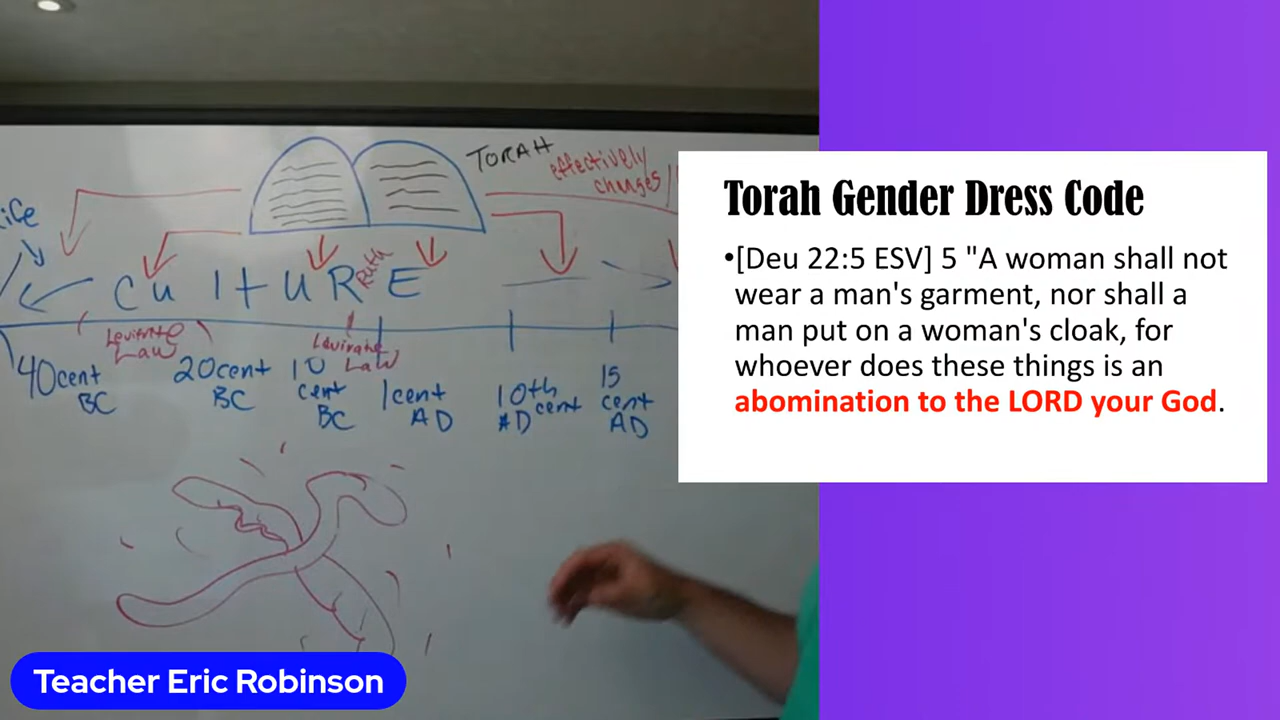 TORAH
effectively
changes/
CultuRE
Ruth
Levirate
Law
Levirate
Law
40cent
BC
20cent
BC
10
cent
BC
1cent
AD
10th
cent
AD
15
cent
AD
Torah Gender Dress Code
•[Deu 22:5 ESV] 5 "A woman shall not
wear a man's garment, nor shall a
man put on a woman's cloak, for
whoever does these things is an
abomination to the LORD your God.
Teacher Eric Robinson